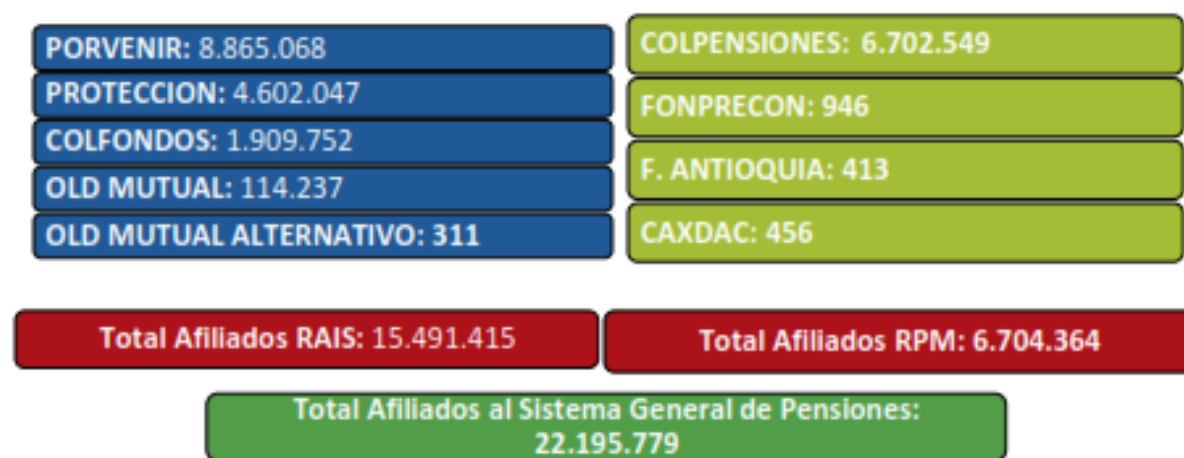 PORVENIR: 8.865.068
PROTECCION: 4.602.047
COLFONDOS: 1.909.752
OLD MUTUAL: 114.237
OLD MUTUAL ALTERNATIVO: 311
COLPENSIONES: 6.702.549
FONPRECON: 946
F. ANTIOQUIA: 413
CAXDAC: 456
Total Afiliados RAIS: 15.491.415
Total Afiliados RPM: 6.704.364
Total Afiliados al Sistema General de Pensiones:
22.195.779